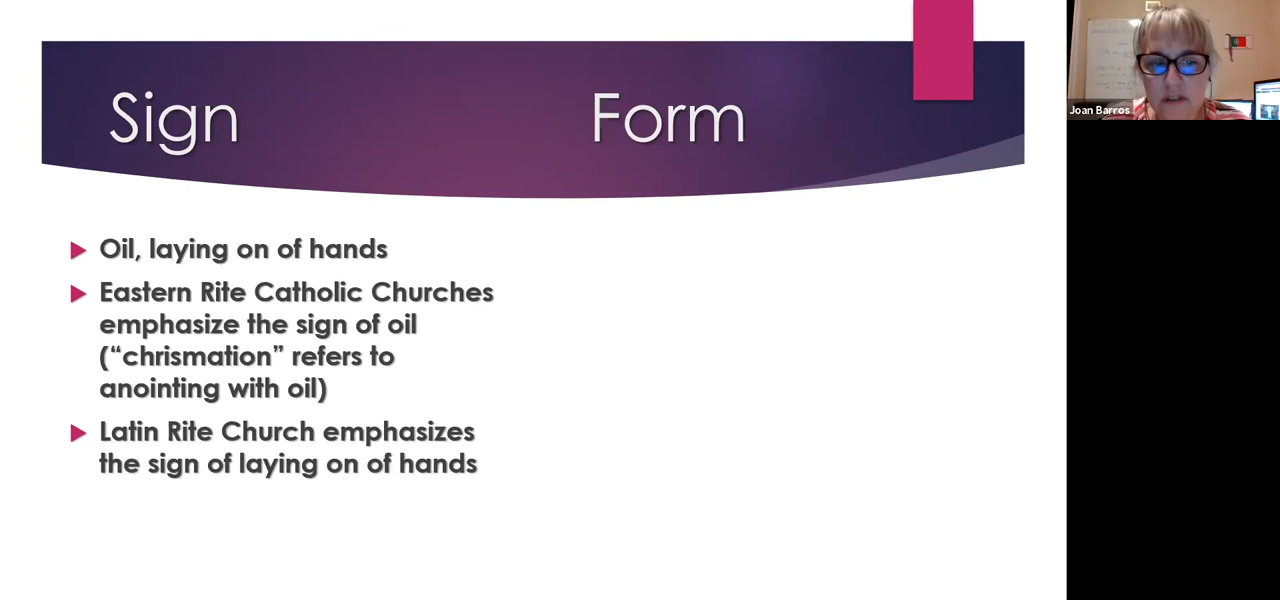 Sign Form
Oil, laying on of hands
Eastern Rite Catholic Churches
emphasize the sign of oil
(“chrismation” refers to
anointing with oil)
Latin Rite Church emphasizes
the sign of laying on of hands
Joan Barros